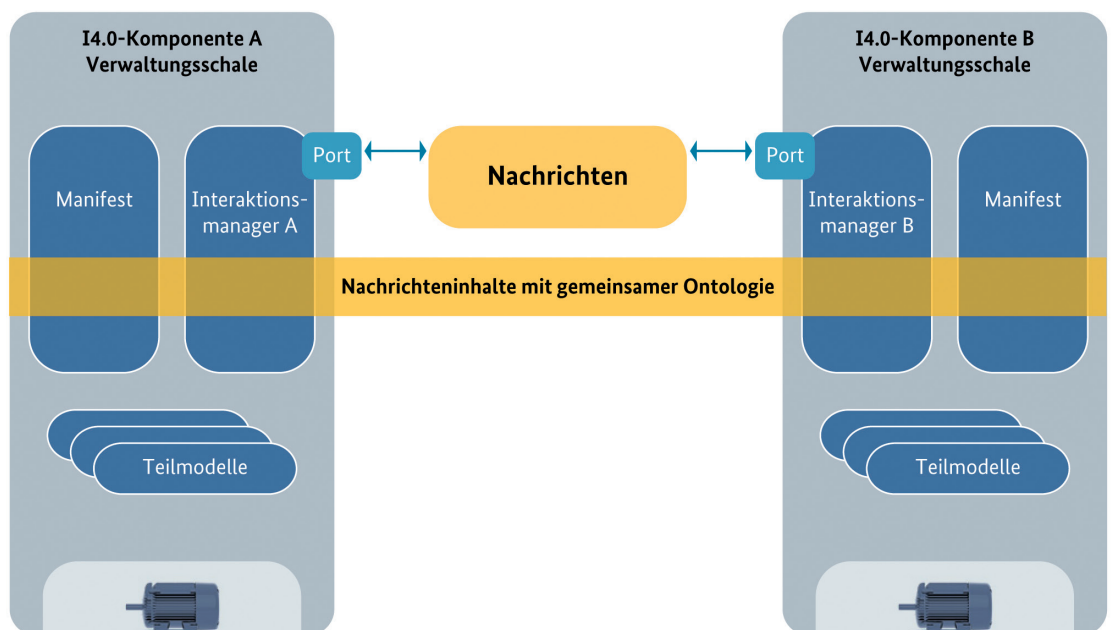 I4.0-Komponente A
Verwaltungsschale
Manifest
Interaktions-
manager A
Port
Nachrichten
I4.0-Komponente B
Verwaltungsschale
Port
Interaktions-
manager B
Manifest
Nachrichteninhalte mit gemeinsamer Ontologie
Teilmodelle
Teilmodelle